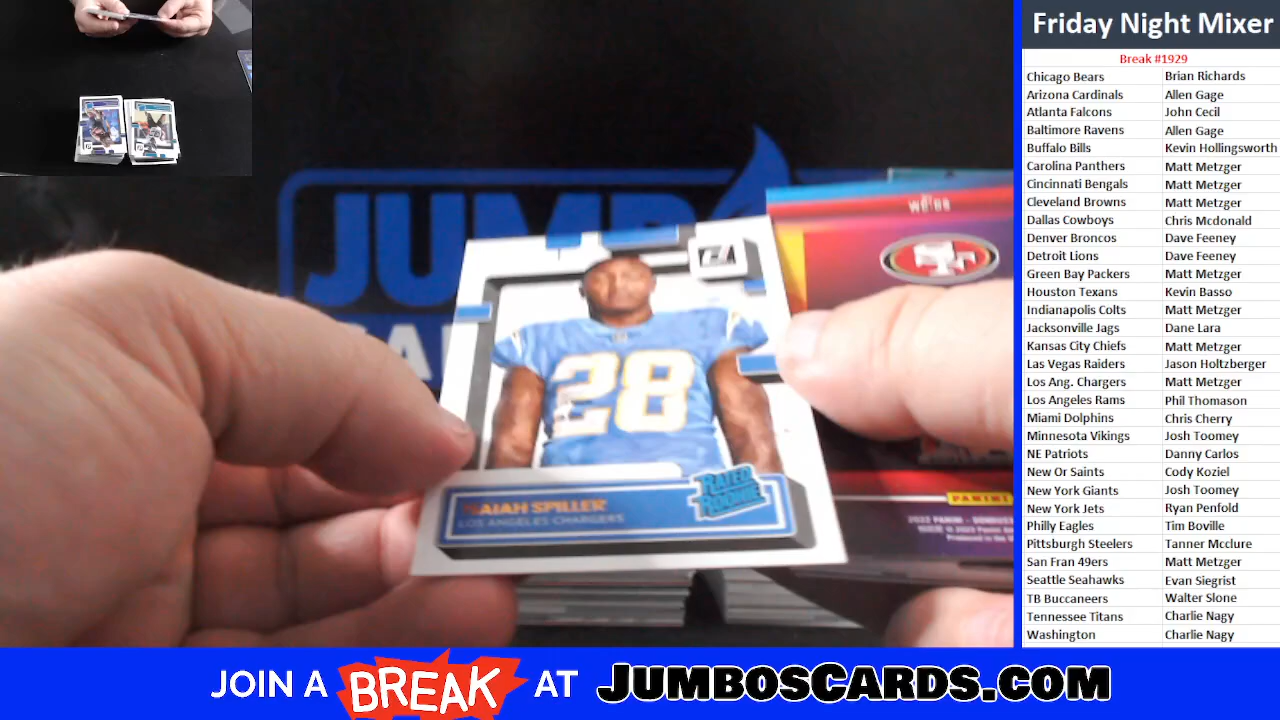 Friday Night Mixer
Break #1929
Chicago Bears Brian Richards
Arizona Cardinals Allen Gage
Atlanta Falcons John Cecil
Baltimore Ravens Allen Gage
Buffalo Bills Kevin Hollingsworth
Carolina Panthers Matt Metzger
Cincinnati Bengals Matt Metzger
Cleveland Browns Matt Metzger
Dallas Cowboys Chris Mcdonald
Denver Broncos Dave Feeney
Detroit Lions Dave Feeney
Green Bay Packers Matt Metzger
Houston Texans Kevin Basso
Indianapolis Colts Matt Metzger
Jacksonville Jags Dane Lara
Kansas City Chiefs Matt Metzger
Las Vegas Raiders Jason Holtzberger
Los Ang. Chargers Matt Metzger
Los Angeles Rams Phil Thomason
Miami Dolphins Chris Cherry
Minnesota Vikings Josh Toomey
NE Patriots Danny Carlos
New Or Saints Cody Koziel
New York Giants Josh Toomey
New York Jets Ryan Penfold
Philly Eagles Tim Boville
Pittsburgh Steelers Tanner Mcclure
San Fran 49ers Matt Metzger
Seattle Seahawks Evan Siegrist
TB Buccaneers Walter Slone
Tennessee Titans Charlie Nagy
Washington Charlie Nagy
JUMB
SF
28
ISAIAH SPILLER
LOS ANGELES CHARGERS
RATED
ROOKIE
PANINI
JOIN A BREAK AT JUMBOSCARDS.COM